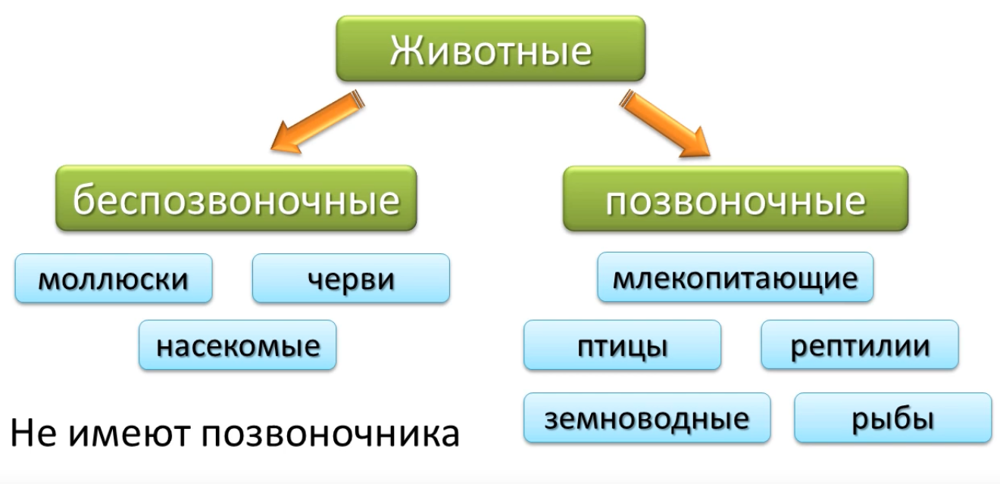 Животные
беспозвоночные
позвоночные
моллюски
черви
насекомые
Не имеют позвоночника
млекопитающие
птицы
рептилии
земноводные
рыбы